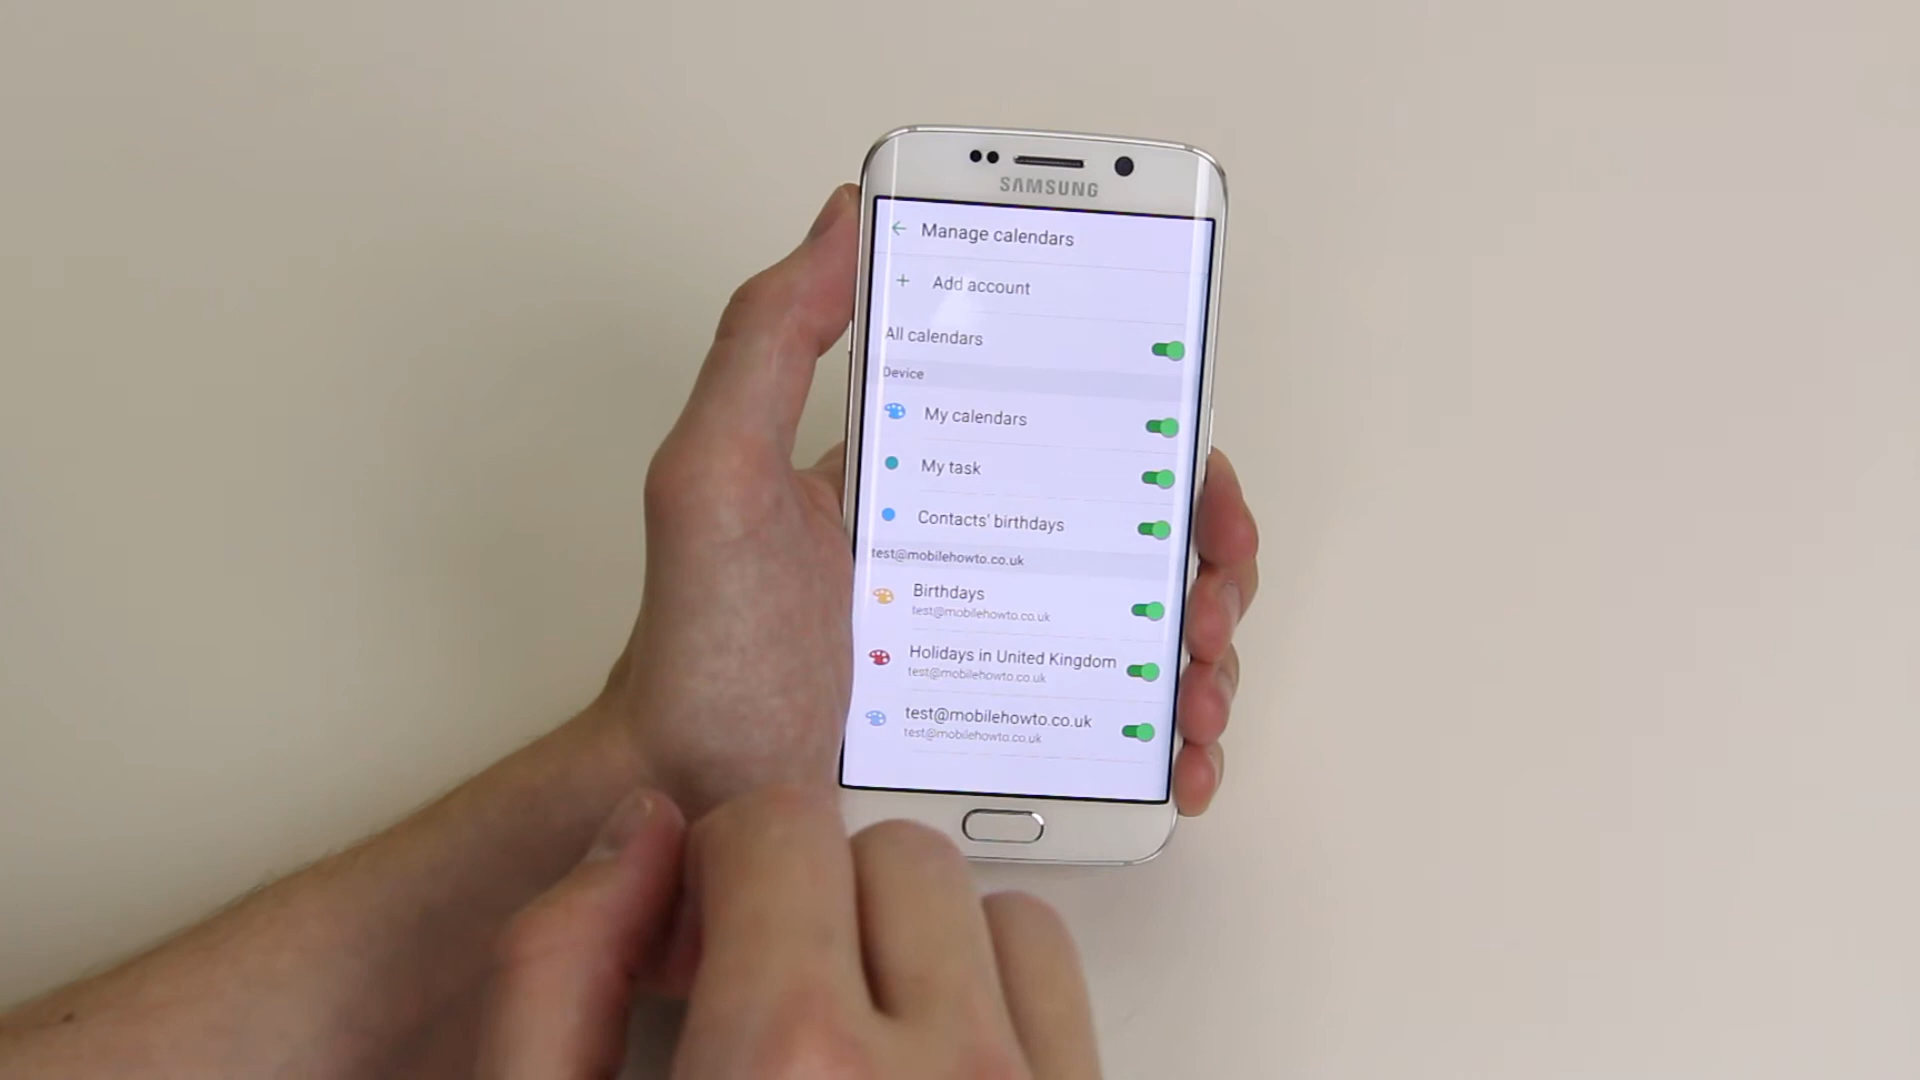 SAMSUNG
Manage calendars
+ Add account
All calendars
Device
My calendars
My task
Contacts' birthdays
test@mobilehowto.co.uk
Birthdays
test@mobilehowto.co.uk
Holidays in United Kingdom
test@mobilehowto.co.uk
test@mobilehowto.co.uk
test@mobilehowto.co.uk